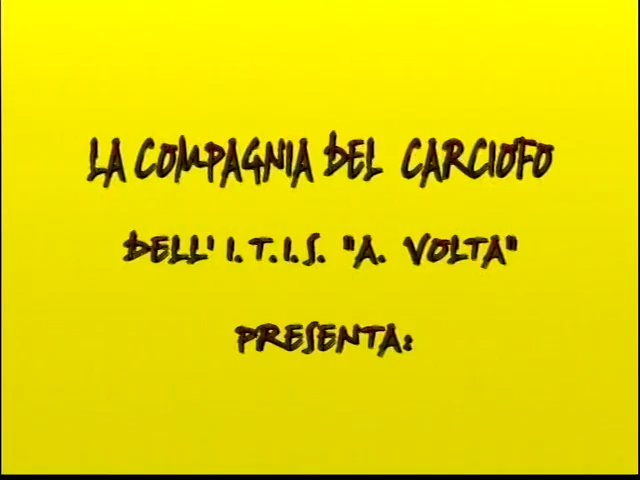 LA COMPAGNIA DEL CARCIOFO
DELL' I.T.I.S. "A. VOLTA"
PRESENTA: